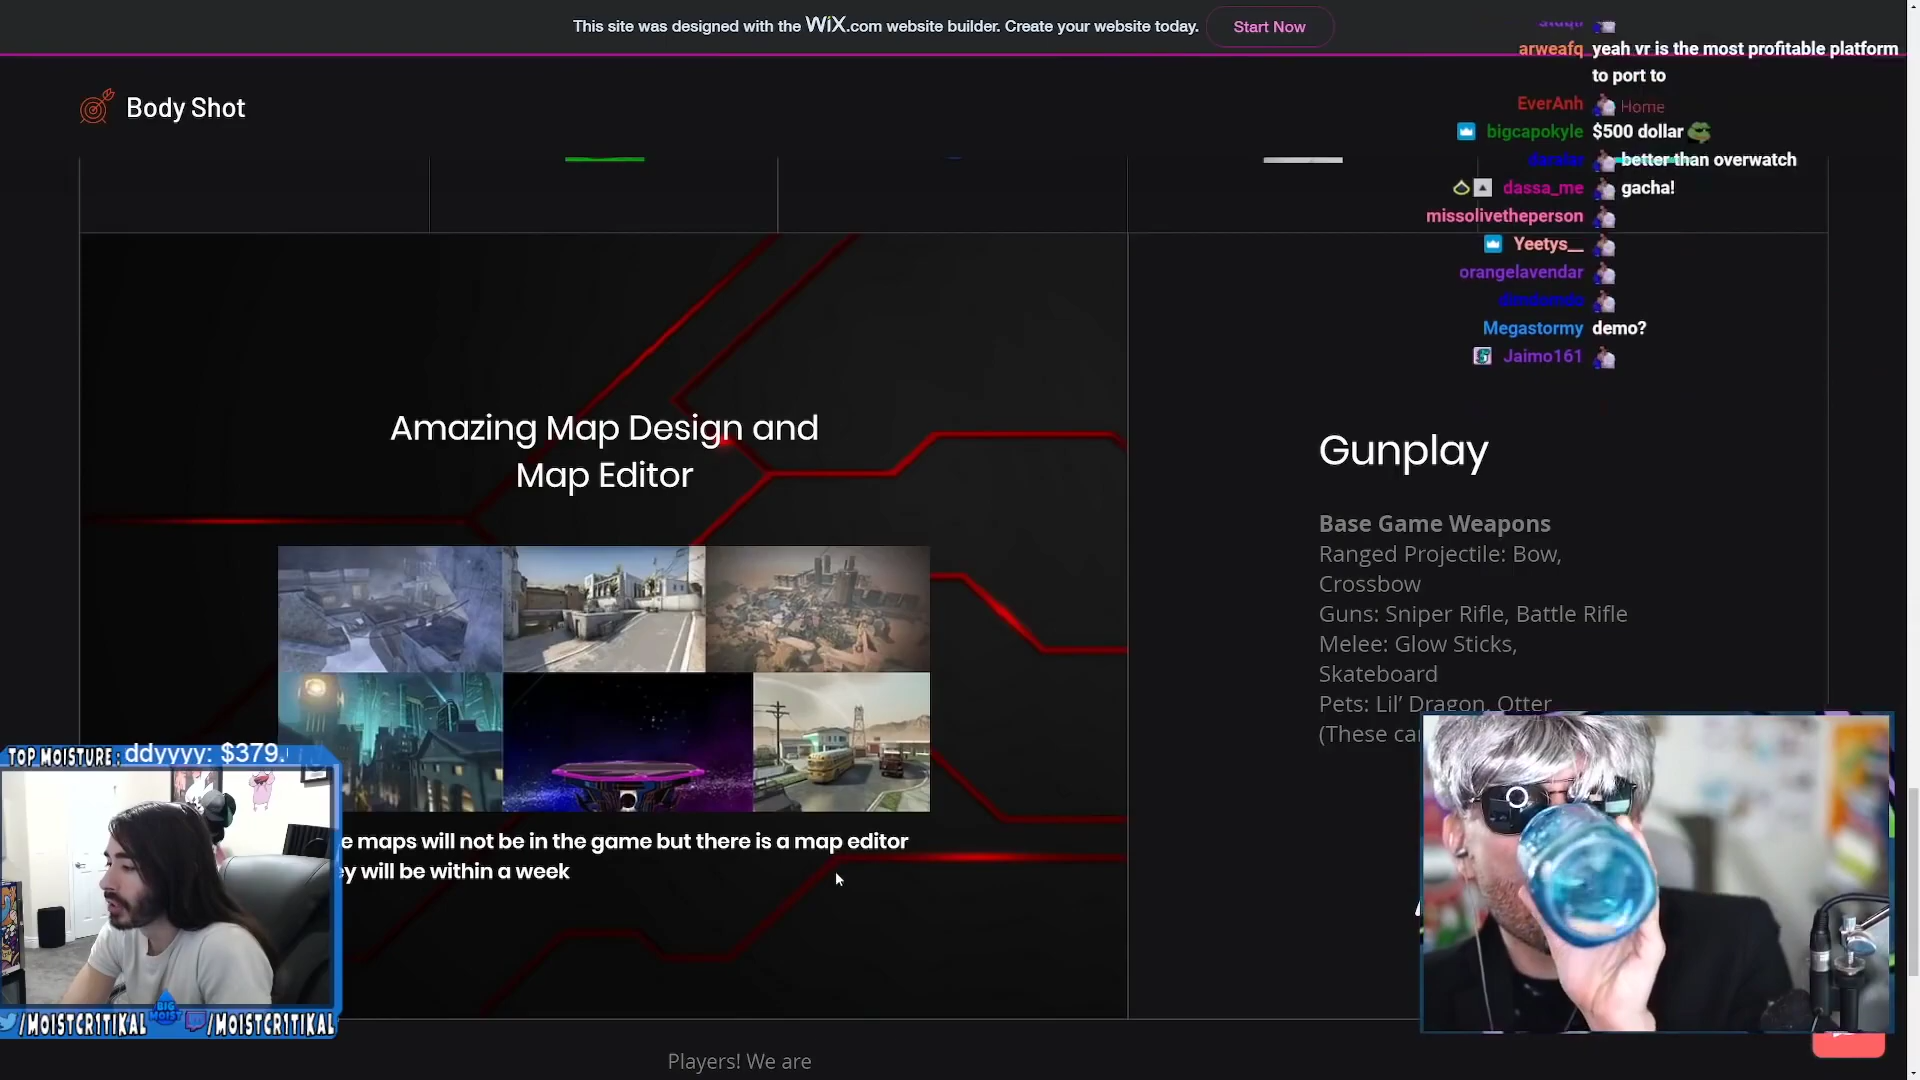 This site was designed with the WiX.com website builder. Create your website today.
Start Now
Body Shot
Home
arweafq yeah vr is the most profitable platform
to port to
EverAnh
bigcapokyle $500 dollar
daralar better than overwatch
dassa_me gacha!
missolivetheperson
Yeetys__
orangelavendar
dimdomdo
Megastormy demo?
Jaimo161
Amazing Map Design and
Map Editor
e maps will not be in the game but there is a map editor
ey will be within a week
Gunplay
Base Game Weapons
Ranged Projectile: Bow,
Crossbow
Guns: Sniper Rifle, Battle Rifle
Melee: Glow Sticks,
Skateboard
Pets: Lil’ Dragon, Otter
(These ca
TOP MOISTURE: ddyyyy: $379.
BIG
MOIST
/MOISTCR1TIKAL
/MOISTCR1TIKAL
Players! We are